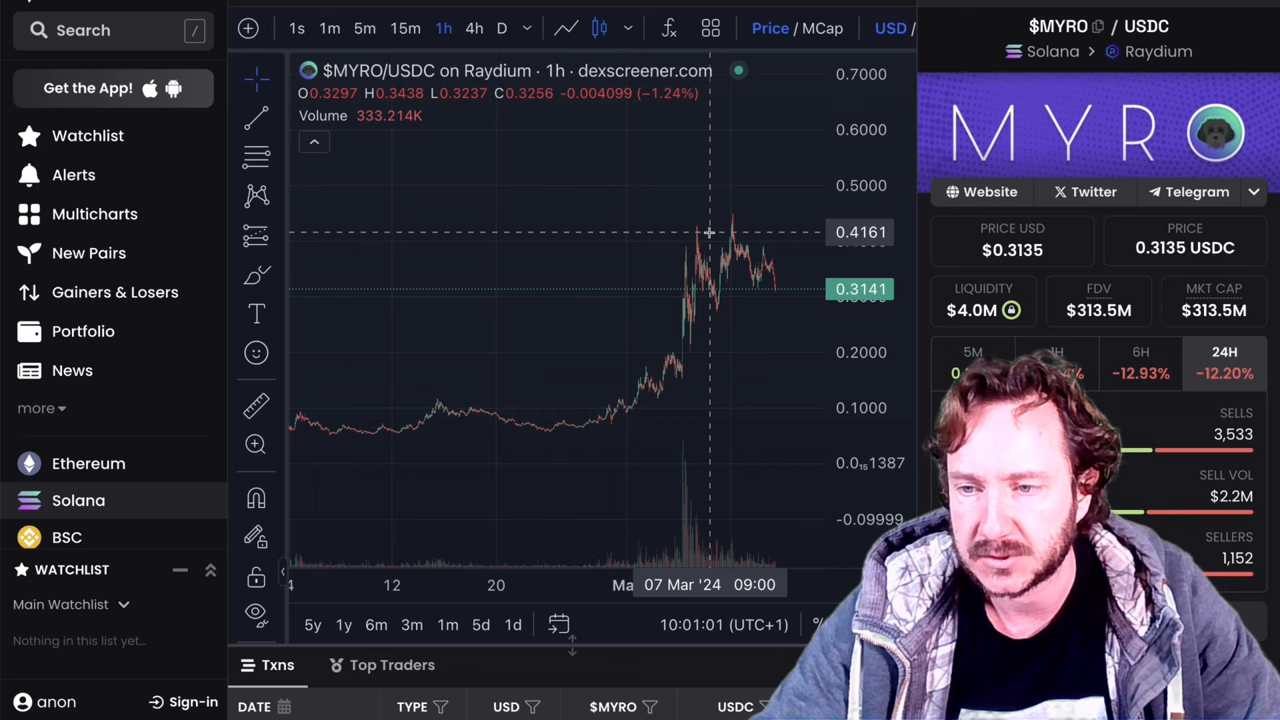 Search /
Get the App!
Watchlist
Alerts
Multicharts
New Pairs
Gainers & Losers
Portfolio
News
more
Ethereum
Solana
BSC
WATCHLIST
Main Watchlist
Nothing in this list yet...
anon Sign-in
1s 1m 5m 15m 1h 4h D Price / MCap USD /
$MYRO/USDC on Raydium · 1h · dexscreener.com
O0.3297 H0.3438 L0.3237 C0.3256 -0.004099 (−1.24%)
Volume 333.214K
0.7000
0.6000
0.5000
0.4161
0.3141
0.2000
0.1000
0.0₁₅1387
-0.09999
4 12 20 Ma 07 Mar '24 09:00
5y 1y 6m 3m 1m 5d 1d 10:01:01 (UTC+1) %
Txns Top Traders
DATE TYPE USD $MYRO USDC
$MYRO / USDC
Solana > Raydium
MYRO
Website Twitter Telegram
PRICE USD
$0.3135
PRICE
0.3135 USDC
LIQUIDITY
$4.0M
FDV
$313.5M
MKT CAP
$313.5M
5M
1H
6H
-12.93%
24H
-12.20%
SELLS
3,533
SELL VOL
$2.2M
SELLERS
1,152